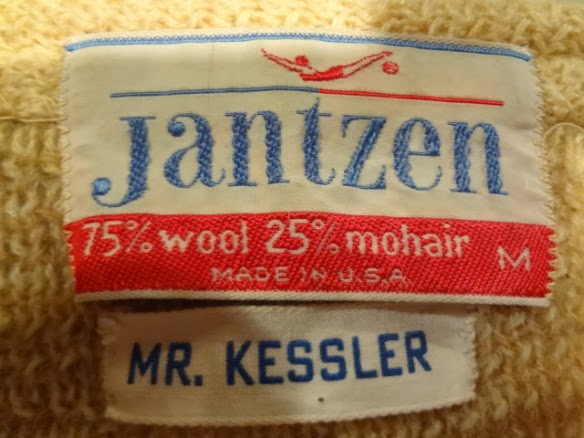 Jantzen
75% wool 25% mohair M
MADE IN U.S.A.
MR. KESSLER